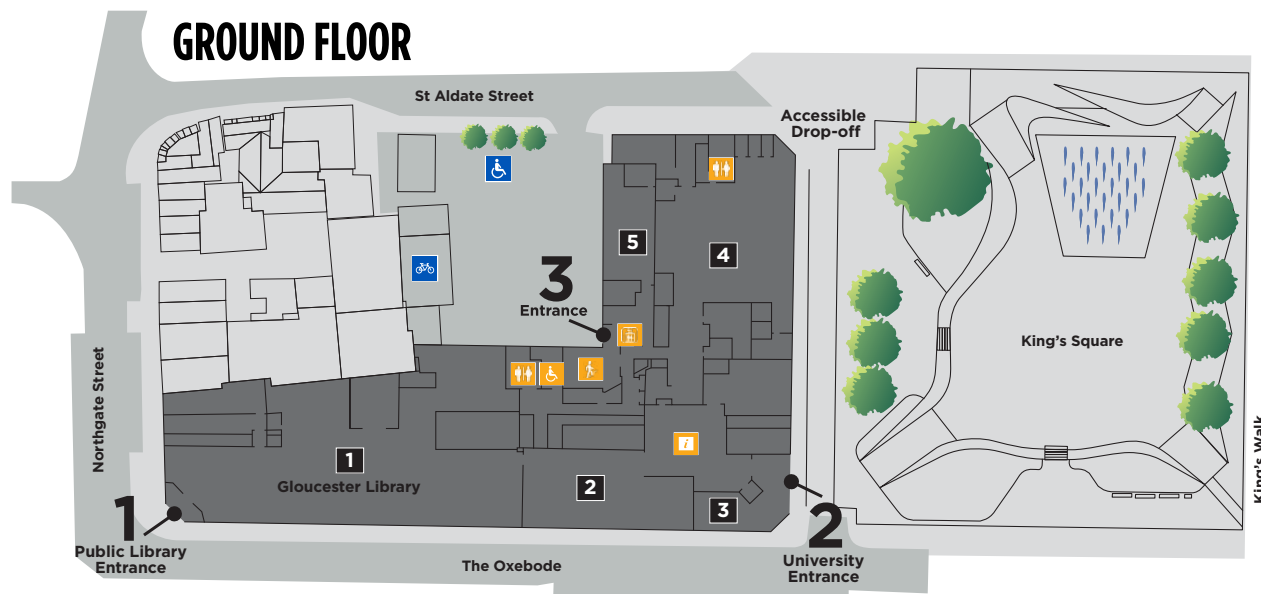 GROUND FLOOR
St Aldate Street
Accessible
Drop-off
5
4
3
Entrance
King's Square
Northgate Street
King's Walk
i
1
Gloucester Library
2
3
1
Public Library
Entrance
2
University
Entrance
The Oxebode